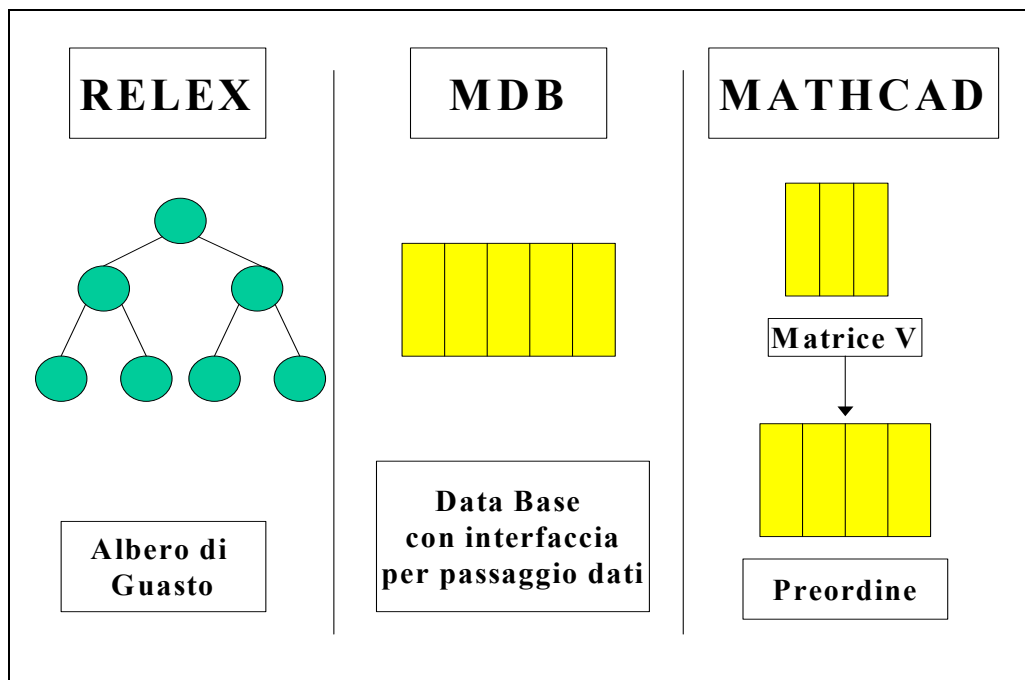 RELEX
MDB
MATHCAD
Matrice V
Albero di
Guasto
Data Base
con interfaccia
per passaggio dati
Preordine